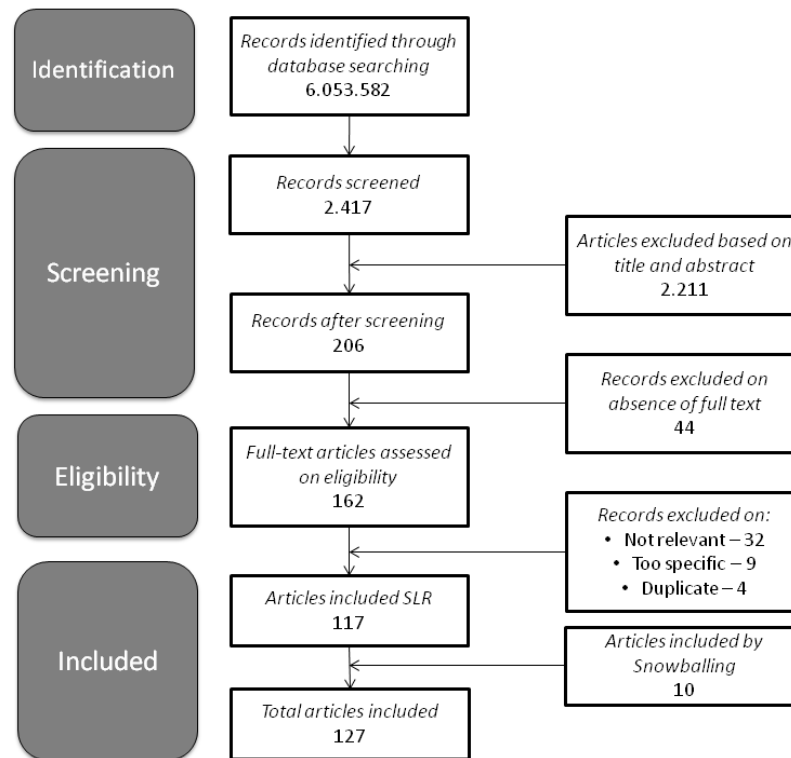 Identification
Records identified through
database searching
6.053.582
Screening
Records screened
2.417
Articles excluded based on
title and abstract
2.211
Records after screening
206
Records excluded on
absence of full text
44
Eligibility
Full-text articles assessed
on eligibility
162
Records excluded on:
• Not relevant – 32
• Too specific – 9
• Duplicate – 4
Included
Articles included SLR
117
Articles included by
Snowballing
10
Total articles included
127